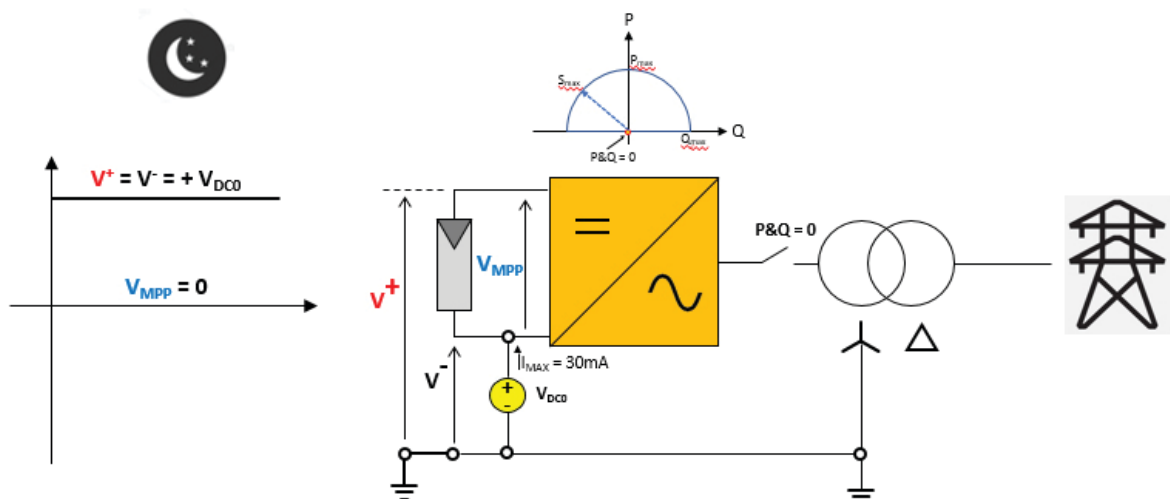 P
Pmax
Smax
Q
Qmax
P&Q = 0
V+ = V- = + VDC0
VMPP = 0
P&Q = 0
VMPP
V+
IMAX = 30mA
V-
+
-
VDC0